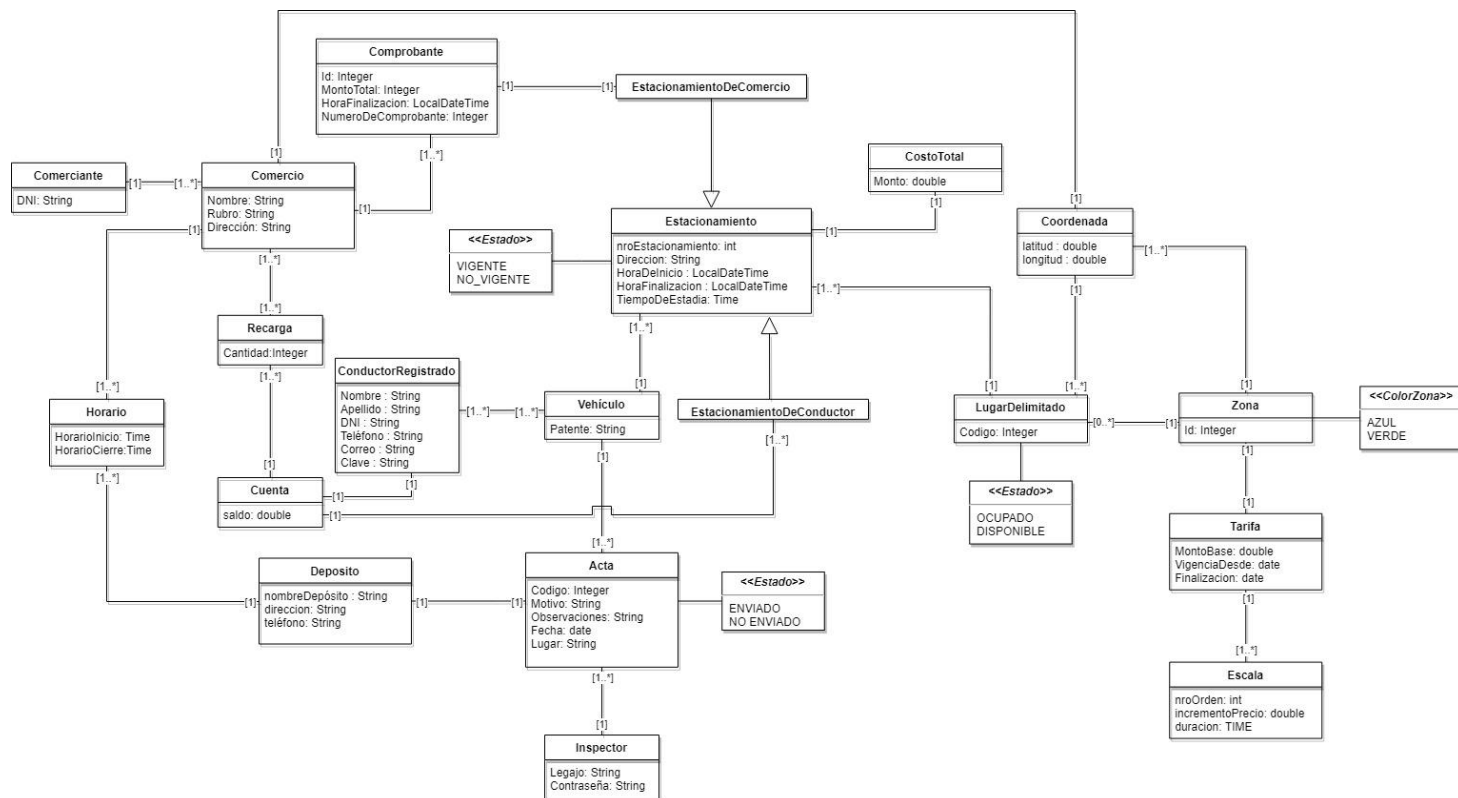 Comprobante
Id: Integer
MontoTotal: Integer
HoraFinalizacion: LocalDateTime
NumeroDeComprobante: Integer
[1]
[1]
EstacionamientoDeComercio
[1..*]
[1]
[1]
Comerciante
DNI: String
[1]
[1..*]
Comercio
Nombre: String
Rubro: String
Dirección: String
[1]
[1]
[1..*]
CostoTotal
Monto: double
[1]
[1]
Estacionamiento
nroEstacionamiento: int
Direccion: String
HoraDeInicio : LocalDateTime
HoraFinalizacion : LocalDateTime
TiempoDeEstadia: Time
[1..*]
[1..*]
<<Estado>>
VIGENTE
NO_VIGENTE
Coordenada
latitud : double
longitud : double
[1..*]
[1]
[1..*]
Recarga
Cantidad:Integer
[1..*]
[1..*]
ConductorRegistrado
Nombre : String
Apellido : String
DNI : String
Teléfono : String
Correo : String
Clave : String
[1..*]
[1..*]
[1]
[1]
Vehículo
Patente: String
[1]
EstacionamientoDeConductor
[1..*]
[1]
[1..*]
LugarDelimitado
Codigo: Integer
[0..*]
[1]
[1]
Zona
Id: Integer
[1]
<<ColorZona>>
AZUL
VERDE
Horario
HorarioInicio: Time
HorarioCierre:Time
[1..*]
[1]
Cuenta
saldo: double
[1]
[1]
<<Estado>>
OCUPADO
DISPONIBLE
[1]
Tarifa
MontoBase: double
VigenciaDesde: date
Finalizacion: date
[1]
[1..*]
Deposito
nombreDepósito : String
direccion: String
teléfono: String
[1]
[1]
[1]
[1..*]
Acta
Codigo: Integer
Motivo: String
Observaciones: String
Fecha: date
Lugar: String
[1..*]
<<Estado>>
ENVIADO
NO ENVIADO
Escala
nroOrden: int
incrementoPrecio: double
duracion: TIME
[1]
Inspector
Legajo: String
Contraseña: String